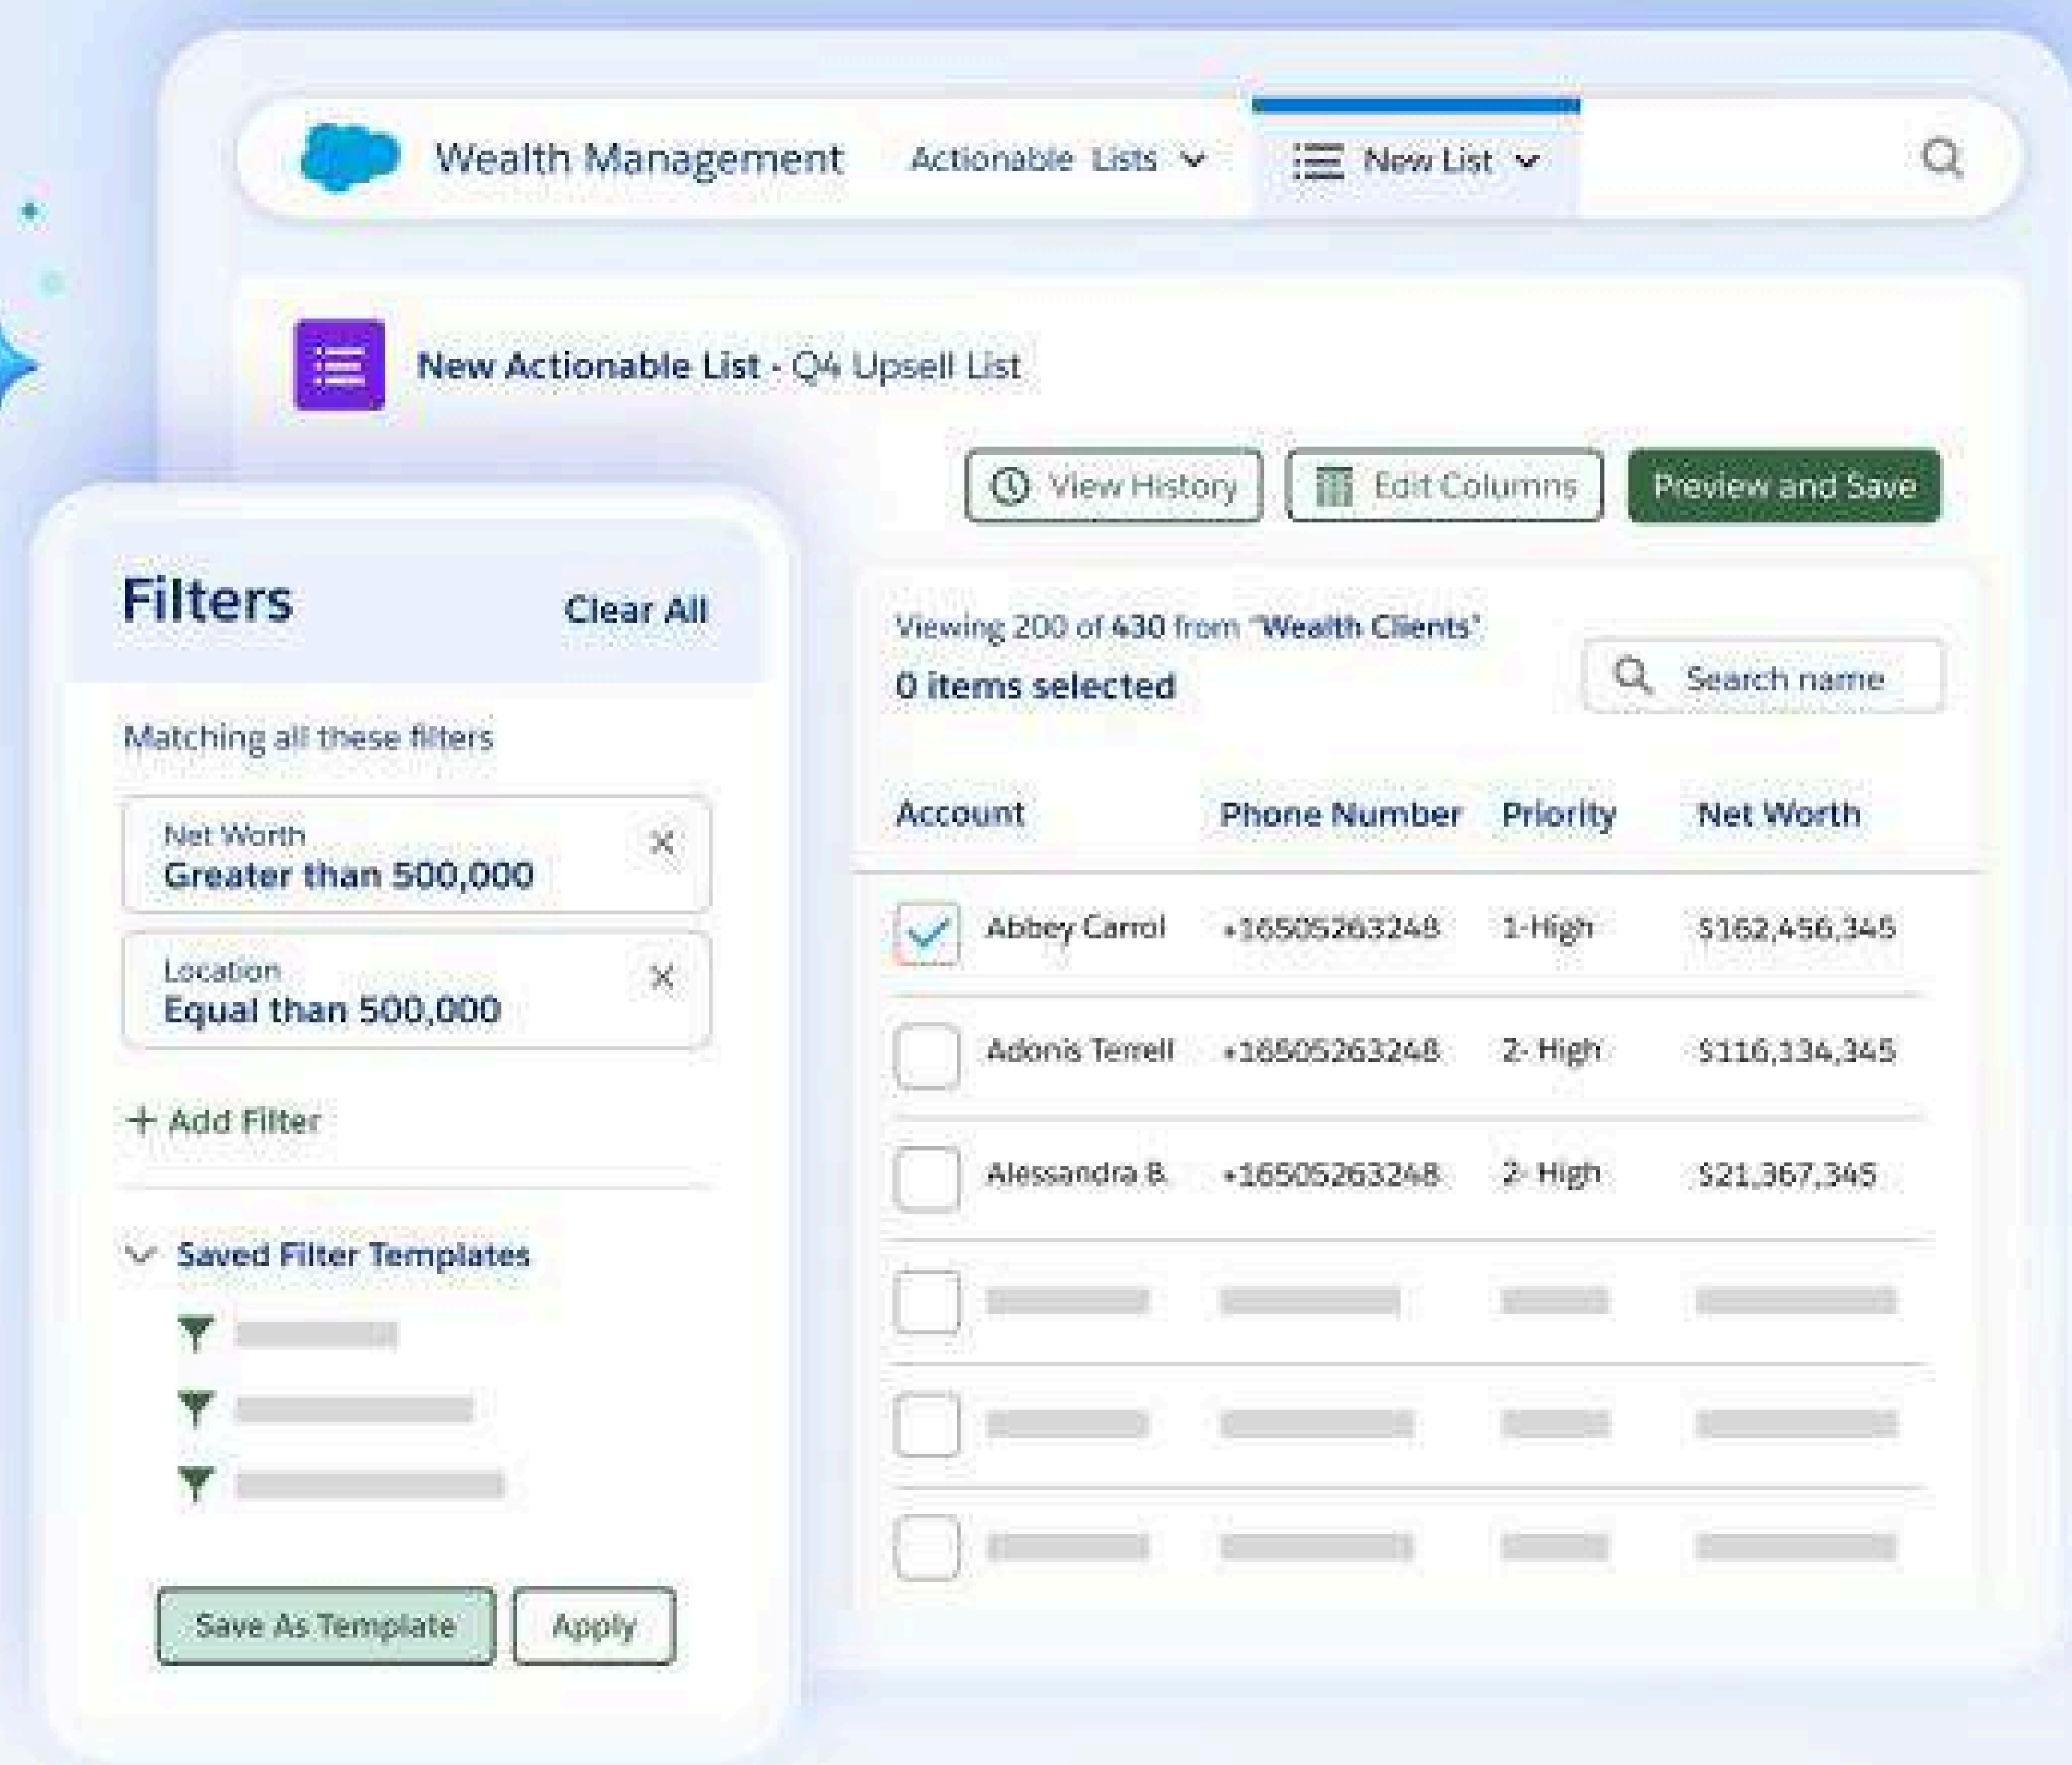 Wealth Management Actionable Lists New List
New Actionable List - Q4 Upsell List
View History Edit Columns Preview and Save
Filters Clear All
Matching all these filters
Net Worth
Greater than 500,000
Location
Equal than 500,000
+ Add Filter
Saved Filter Templates
Save As Template Apply
Viewing 200 of 430 from "Wealth Clients"
0 items selected
Search name
Account Phone Number Priority Net Worth
Abbey Carrol +16505263248 1-High $162,456,345
Adonis Terrell +16505263248 2- High $116,134,345
Alessandra B. +16505263248 2- High $21,367,345